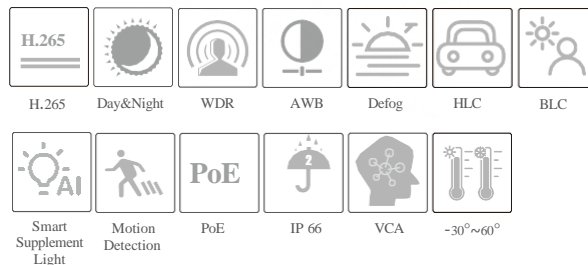 H.265
H.265 Day&Night WDR AWB Defog HLC BLC
AI
PoE
2
Smart Supplement Light
Motion Detection
PoE
IP 66
VCA
-30°~60°